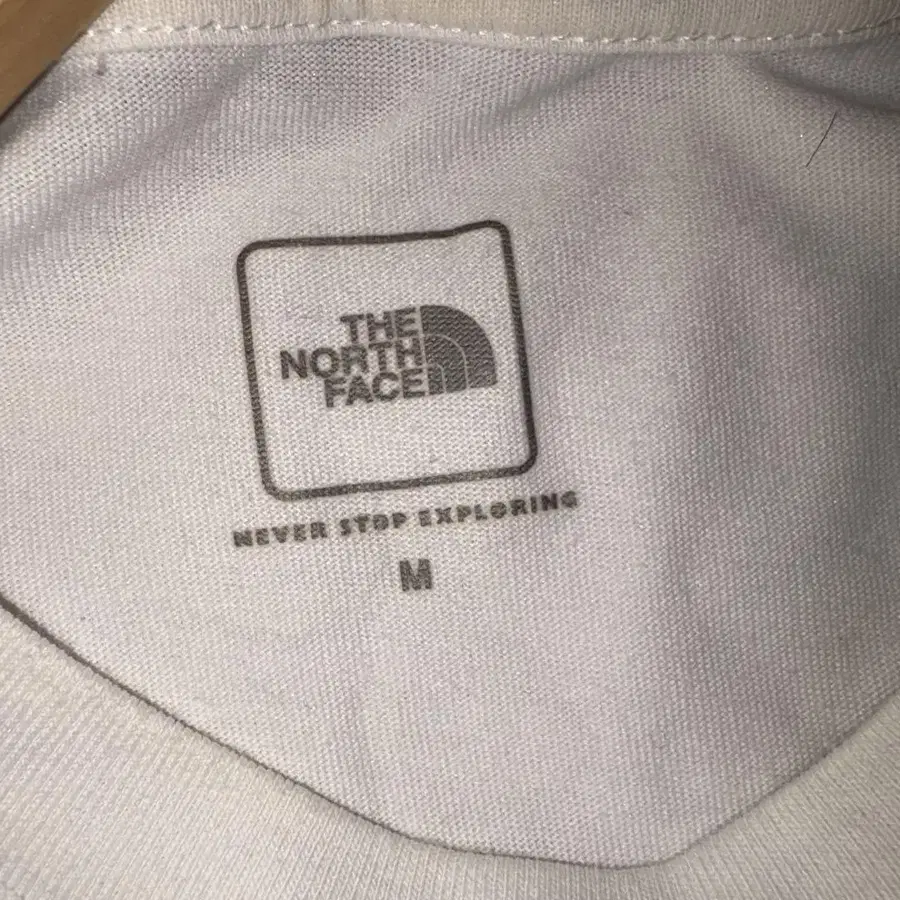 THE
NORTH
FACE
NEVER STOP EXPLORING
M